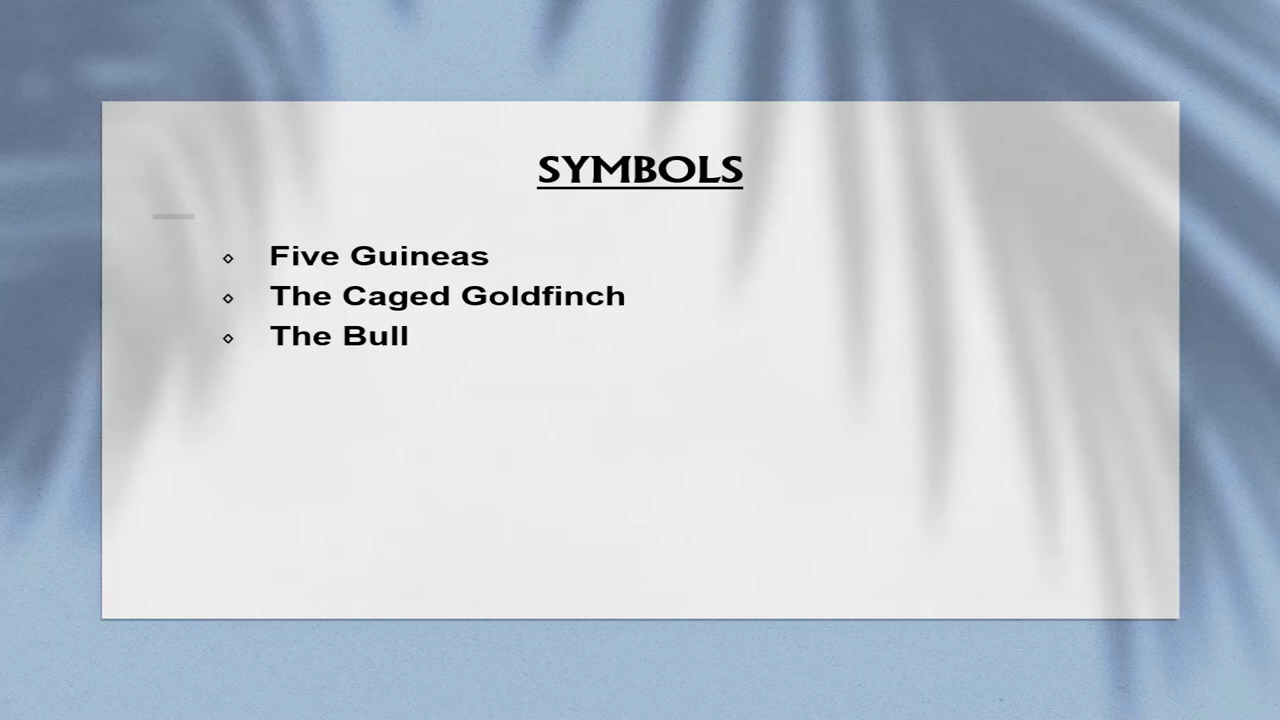 SYMBOLS
⋄ Five Guineas
⋄ The Caged Goldfinch
⋄ The Bull